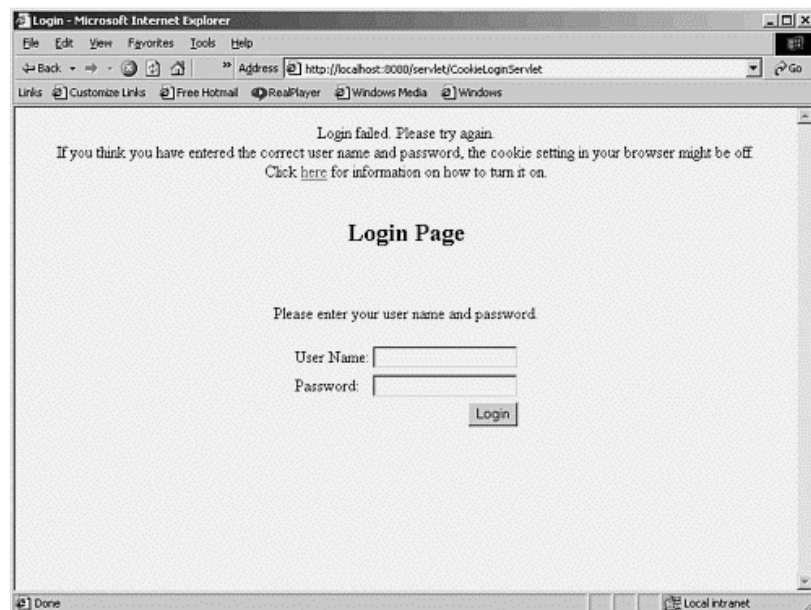 Login - Microsoft Internet Explorer
File Edit View Favorites Tools Help
Back » Address http://localhost:8080/servlet/CookieLoginServlet Go
Links Customize Links Free Hotmail RealPlayer Windows Media Windows
Login failed. Please try again.
If you think you have entered the correct user name and password, the cookie setting in your browser might be off.
Click here for information on how to turn it on.
Login Page
Please enter your user name and password.
User Name:
Password:
Login
Done Local intranet